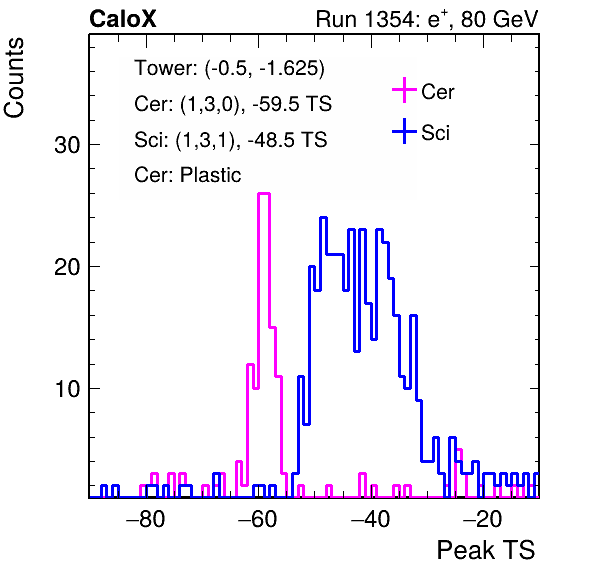 CaloX Run 1354: e⁺, 80 GeV
Counts
Tower: (-0.5, -1.625)
Cer: (1,3,0), -59.5 TS
Sci: (1,3,1), -48.5 TS
Cer: Plastic
Cer
Sci
30
20
10
−80 −60 −40 −20
Peak TS